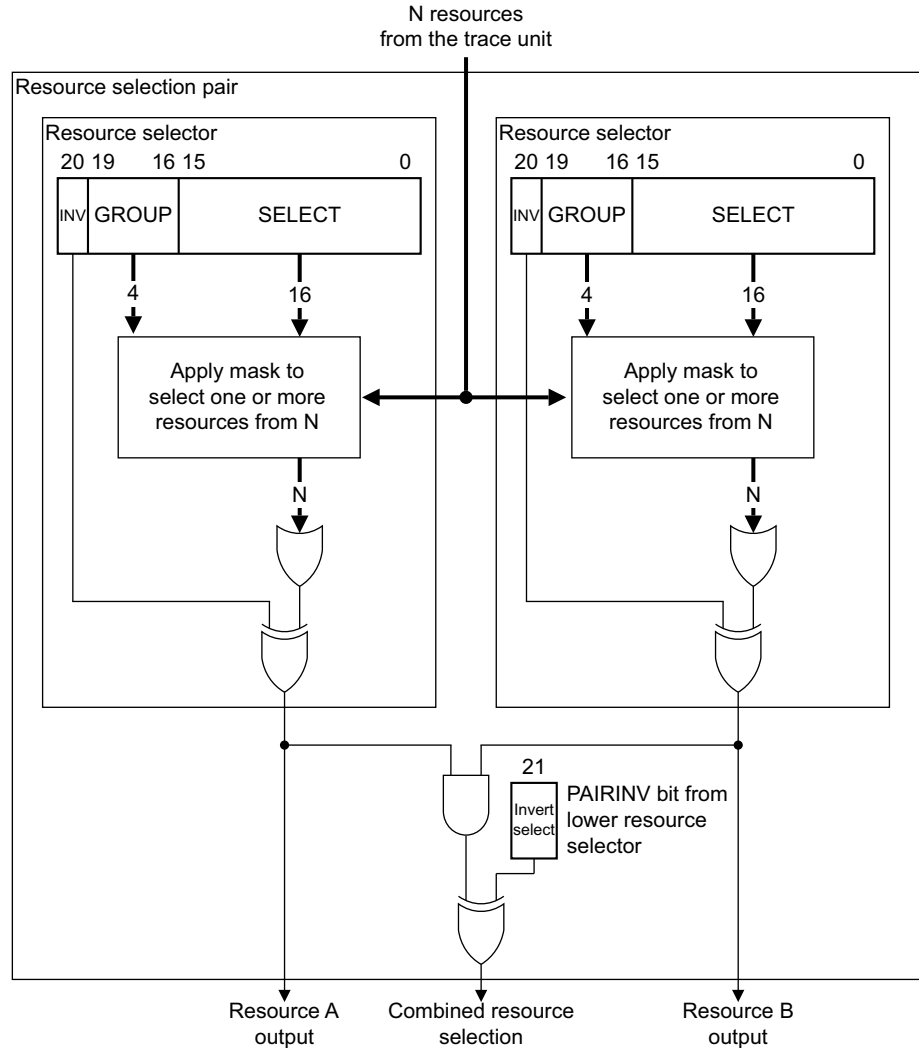 N resources
from the trace unit
Resource selection pair
Resource selector
20 19 16 15 0
INV GROUP SELECT
4 16
Apply mask to
select one or more
resources from N
N
Resource selector
20 19 16 15 0
INV GROUP SELECT
4 16
Apply mask to
select one or more
resources from N
N
21
Invert
select
PAIRINV bit from
lower resource
selector
Resource A
output
Combined resource
selection
Resource B
output